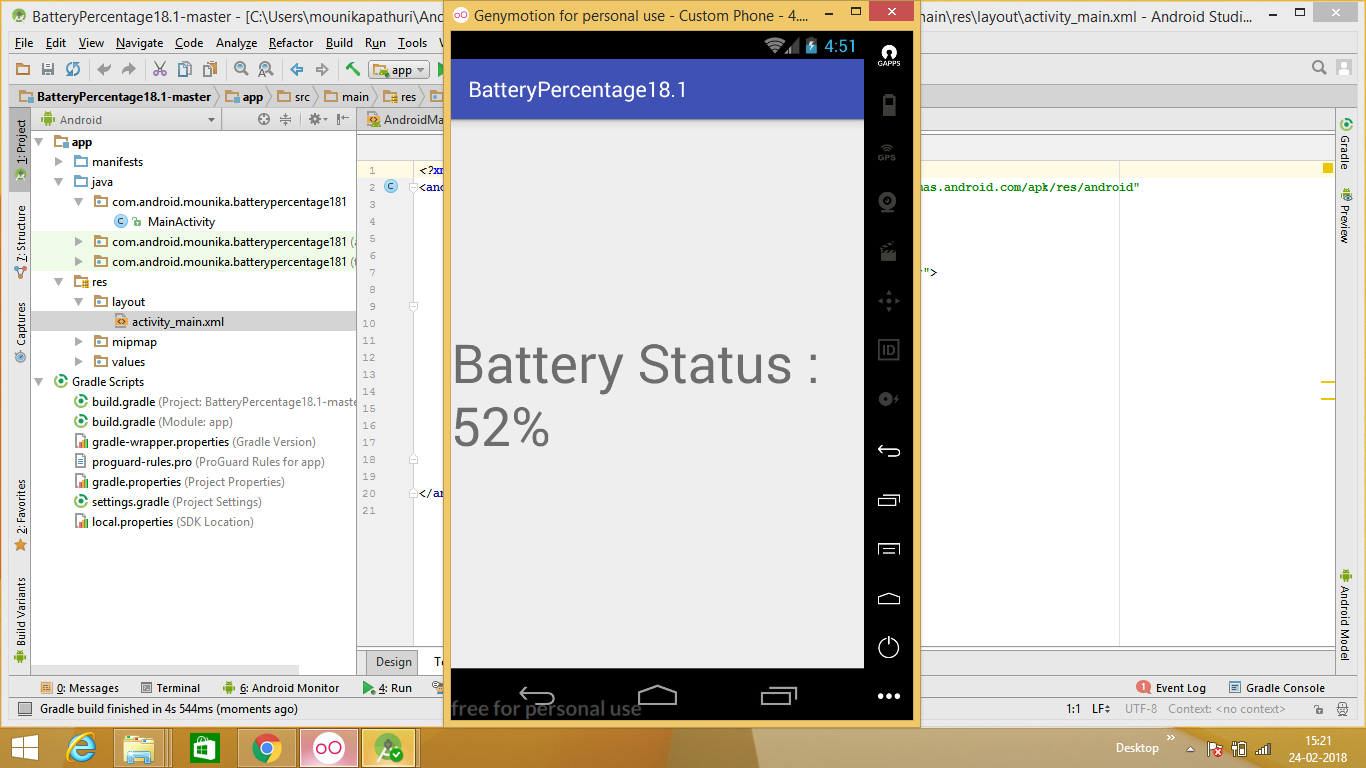 BatteryPercentage18.1-master - [C:\Users\mounikapathuri\And
Genymotion for personal use - Custom Phone - 4....
main\res\layout\activity_main.xml - Android Studi...
File Edit View Navigate Code Analyze Refactor Build Run Tools
app
BatteryPercentage18.1-master app src main res
Android
AndroidMa
1: Project
7: Structure
Captures
2: Favorites
Build Variants
app
manifests
java
com.android.mounika.batterypercentage181
MainActivity
com.android.mounika.batterypercentage181 (a
com.android.mounika.batterypercentage181 (t
res
layout
activity_main.xml
mipmap
values
Gradle Scripts
build.gradle (Project: BatteryPercentage18.1-maste
build.gradle (Module: app)
gradle-wrapper.properties (Gradle Version)
proguard-rules.pro (ProGuard Rules for app)
gradle.properties (Project Properties)
settings.gradle (Project Settings)
local.properties (SDK Location)
1 <?xm
2 <and
mas.android.com/apk/res/android"
3
4
5
6
7
">
8
9
10
11
12
13
14
15
16
17
18
19
20 </an
21
Design Te
4:51
BatteryPercentage18.1
Battery Status :
52%
free for personal use
GAPPS
GPS
ID
Gradle
Preview
Android Model
0: Messages Terminal 6: Android Monitor 4: Run
1 Event Log Gradle Console
Gradle build finished in 4s 544ms (moments ago)
1:1 LF UTF-8 Context: <no context>
Desktop
15:21
24-02-2018